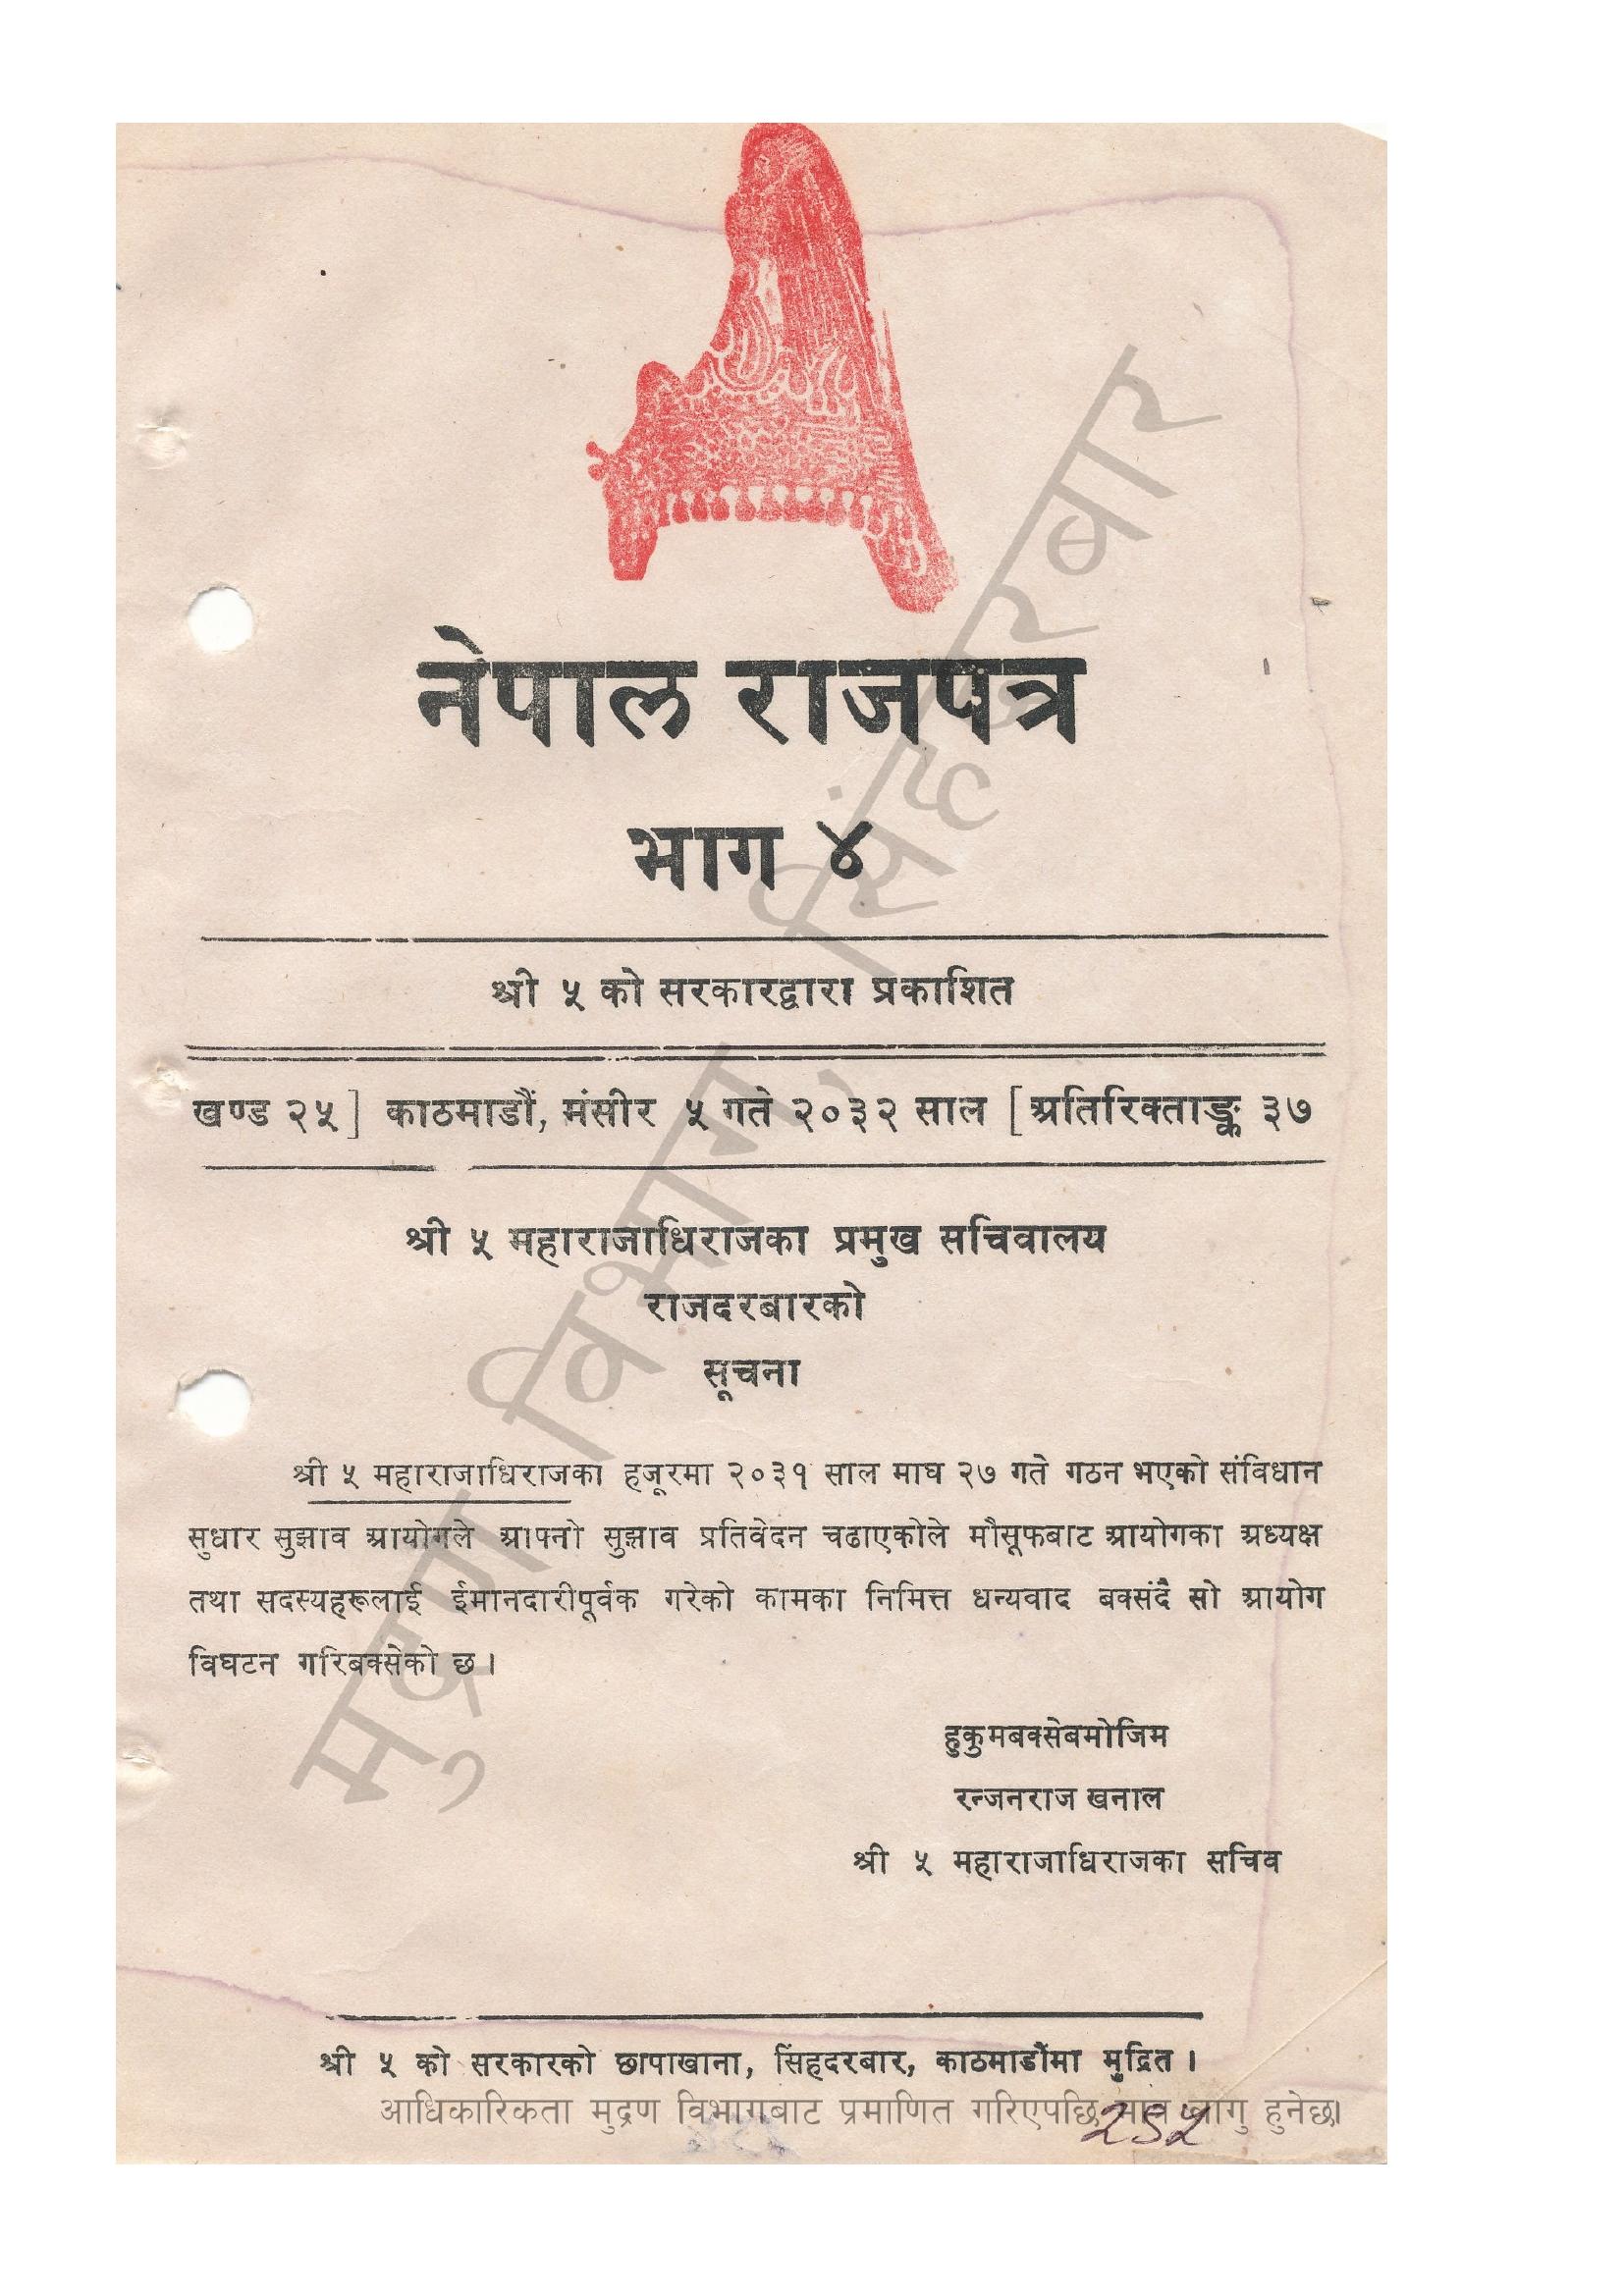 नेपाल राजपत्र
भाग ४
श्री ५ को सरकारद्वारा प्रकाशित
खण्ड २५] काठमाडौं, मंसीर ५ गते २०३२ साल [अतिरिक्ताङ्क ३७
श्री ५ महाराजाधिराजका प्रमुख सचिवालय
राजदरबारको
सूचना
श्री ५ महाराजाधिराजका हजूरमा २०३१ साल माघ २७ गते गठन भएको संविधान
सुधार सुझाव आयोगले आफ्नो सुझाव प्रतिवेदन चढाएकोले मौसूफबाट आयोगका अध्यक्ष
तथा सदस्यहरूलाई ईमानदारीपूर्वक गरेको कामका निमित्त धन्यवाद बक्संदै सो आयोग
विघटन गरिबक्सेको छ।
हुकुमबक्सेबमोजिम
रन्जनराज खनाल
श्री ५ महाराजाधिराजका सचिव
श्री ५ को सरकारको छापाखाना, सिंहदरबार, काठमाडौंमा मुद्रित।
आधिकारिकता मुद्रण विभागबाट प्रमाणित गरिएपछि मात्र लागु हुनेछ।
मुद्रण विभाग, सिंहदरबार